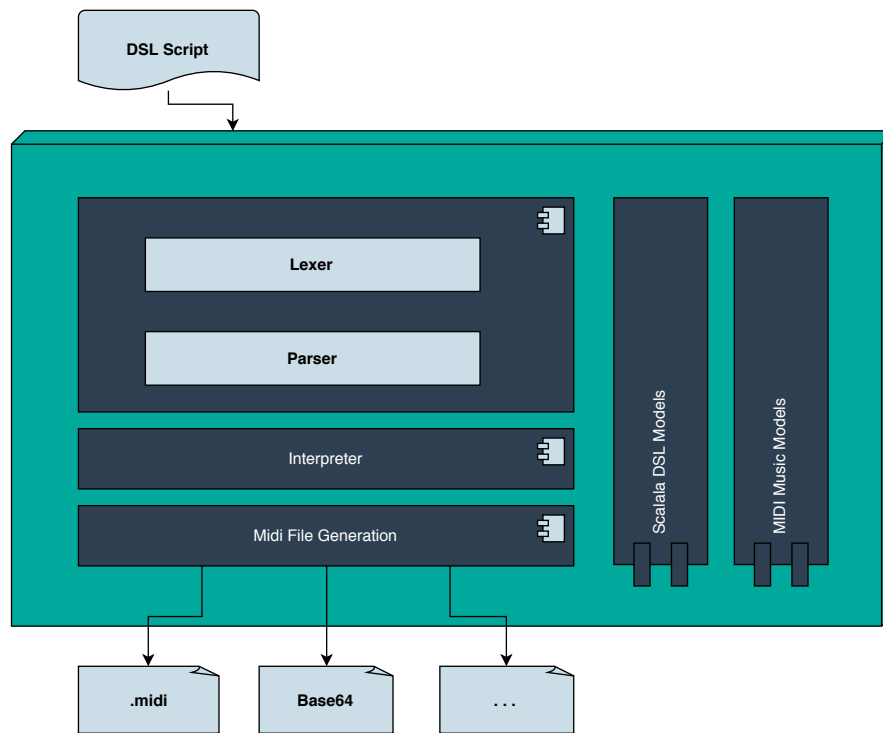 DSL Script
Lexer
Parser
Interpreter
Midi File Generation
Scalala DSL Models
MIDI Music Models
.midi
Base64
. . .